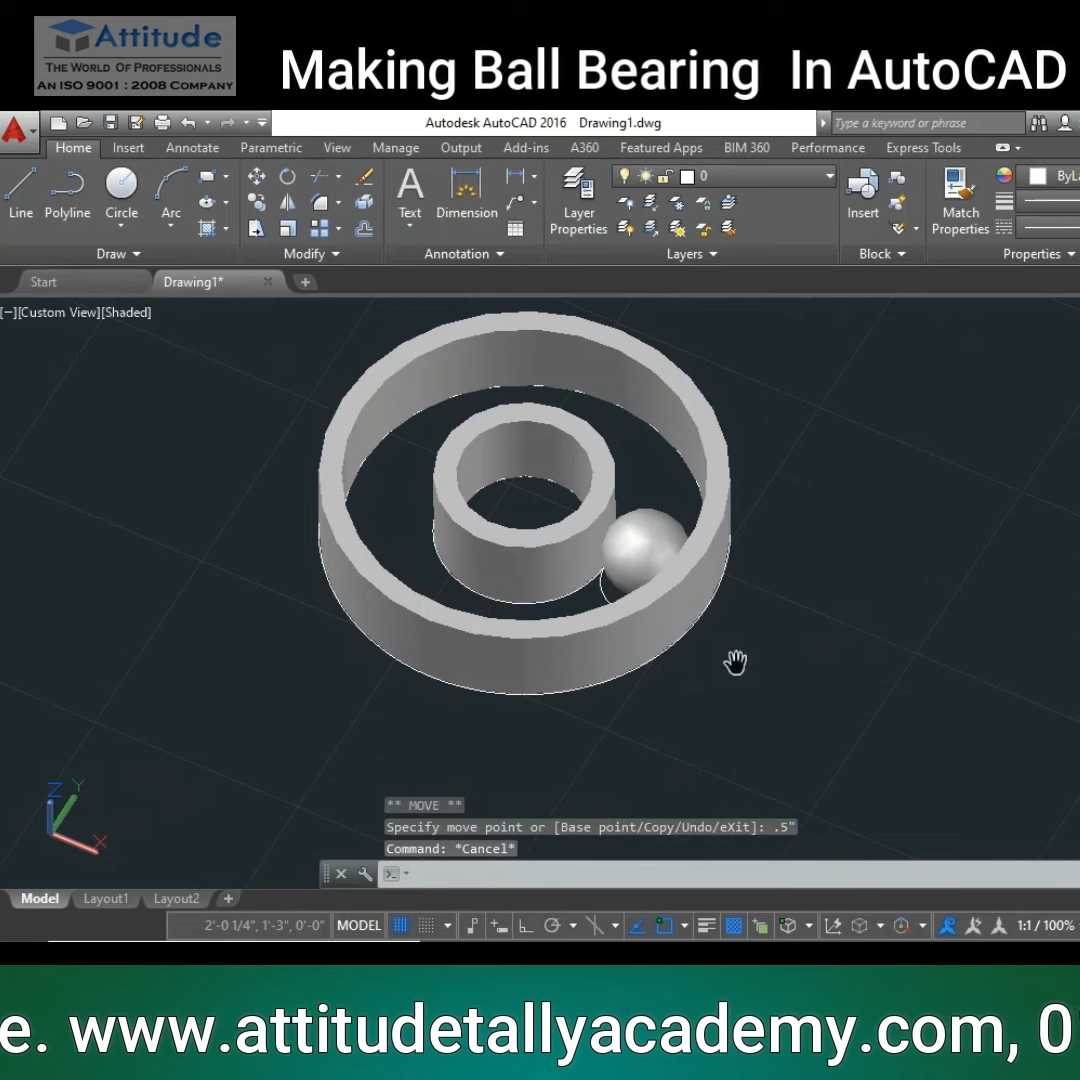 Attitude
THE WORLD OF PROFESSIONALS
AN ISO 9001 : 2008 COMPANY
Making Ball Bearing In AutoCAD
Autodesk AutoCAD 2016 Drawing1.dwg
Type a keyword or phrase
Home Insert Annotate Parametric View Manage Output Add-ins A360 Featured Apps BIM 360 Performance Express Tools
0
ByLa
Line Polyline Circle Arc
A
Text Dimension
Layer
Properties
Insert
Match
Properties
Draw Modify Annotation Layers Block Properties
Start Drawing1* +
[−][Custom View][Shaded]
Z Y
X
** MOVE **
Specify move point or [Base point/Copy/Undo/eXit]: .5"
Command: *Cancel*
Model Layout1 Layout2 +
2'-0 1/4", 1'-3", 0'-0" MODEL 1:1 / 100%
e. www.attitudetallyacademy.com, 0